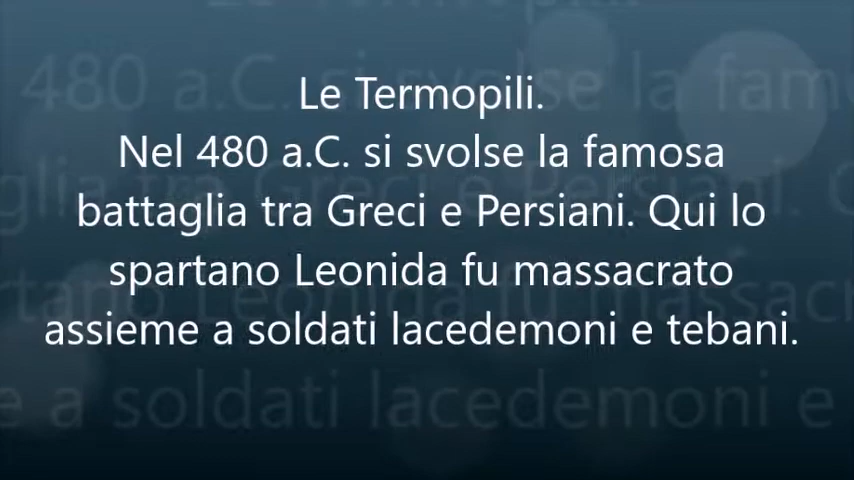 Le Termopili.
Nel 480 a.C. si svolse la famosa
battaglia tra Greci e Persiani. Qui lo
spartano Leonida fu massacrato
assieme a soldati lacedemoni e tebani.